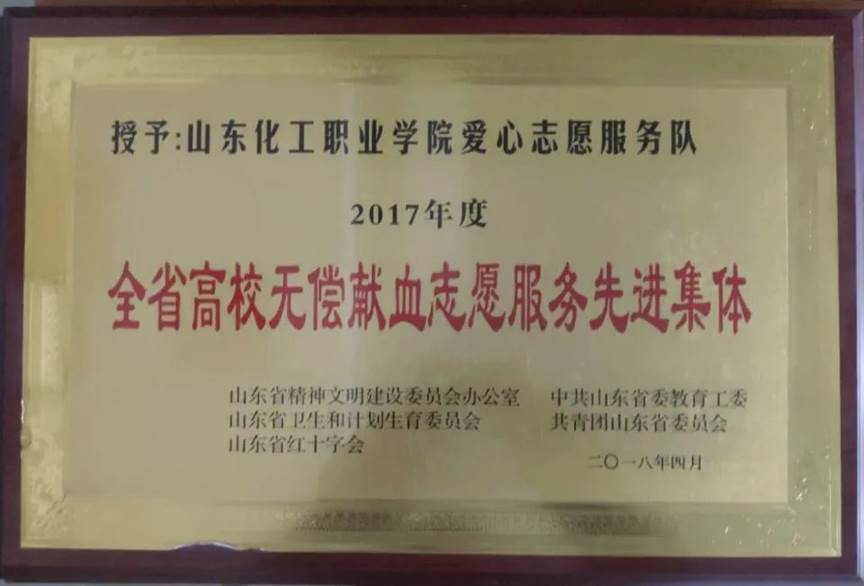 授予:山东化工职业学院爱心志愿服务队
2017年度
全省高校无偿献血志愿服务先进集体
山东省精神文明建设委员会办公室 中共山东省委教育工委
山东省卫生和计划生育委员会 共青团山东省委员会
山东省红十字会
二〇一八年四月